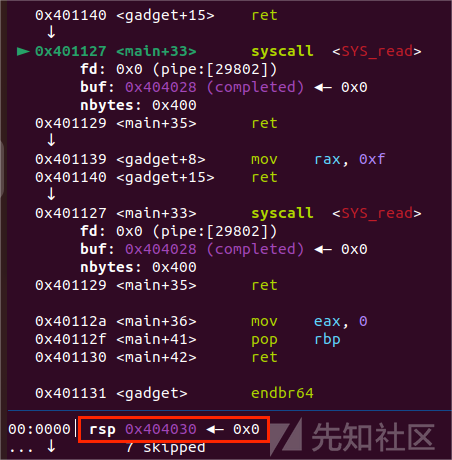 0x401140 <gadget+15> ret
↓
► 0x401127 <main+33> syscall <SYS_read>
fd: 0x0 (pipe:[29802])
buf: 0x404028 (completed) ◂— 0x0
nbytes: 0x400
0x401129 <main+35> ret
↓
0x401139 <gadget+8> mov rax, 0xf
0x401140 <gadget+15> ret
↓
0x401127 <main+33> syscall <SYS_read>
fd: 0x0 (pipe:[29802])
buf: 0x404028 (completed) ◂— 0x0
nbytes: 0x400
0x401129 <main+35> ret
0x40112a <main+36> mov eax, 0
0x40112f <main+41> pop rbp
0x401130 <main+42> ret
0x401131 <gadget> endbr64
00:0000│ rsp 0x404030 ◂— 0x0
... ↓ 7 skipped
先知社区